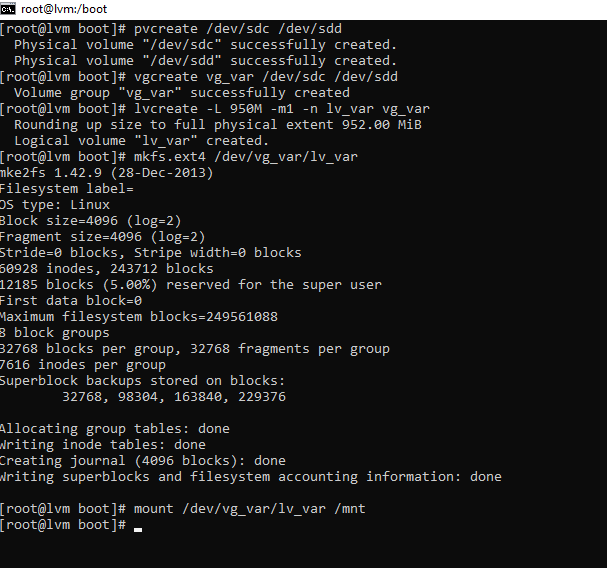 root@lvm:/boot
[root@lvm boot]# pvcreate /dev/sdc /dev/sdd
  Physical volume "/dev/sdc" successfully created.
  Physical volume "/dev/sdd" successfully created.
[root@lvm boot]# vgcreate vg_var /dev/sdc /dev/sdd
  Volume group "vg_var" successfully created
[root@lvm boot]# lvcreate -L 950M -m1 -n lv_var vg_var
  Rounding up size to full physical extent 952.00 MiB
  Logical volume "lv_var" created.
[root@lvm boot]# mkfs.ext4 /dev/vg_var/lv_var
mke2fs 1.42.9 (28-Dec-2013)
Filesystem label=
OS type: Linux
Block size=4096 (log=2)
Fragment size=4096 (log=2)
Stride=0 blocks, Stripe width=0 blocks
60928 inodes, 243712 blocks
12185 blocks (5.00%) reserved for the super user
First data block=0
Maximum filesystem blocks=249561088
8 block groups
32768 blocks per group, 32768 fragments per group
7616 inodes per group
Superblock backups stored on blocks:
        32768, 98304, 163840, 229376

Allocating group tables: done
Writing inode tables: done
Creating journal (4096 blocks): done
Writing superblocks and filesystem accounting information: done

[root@lvm boot]# mount /dev/vg_var/lv_var /mnt
[root@lvm boot]#